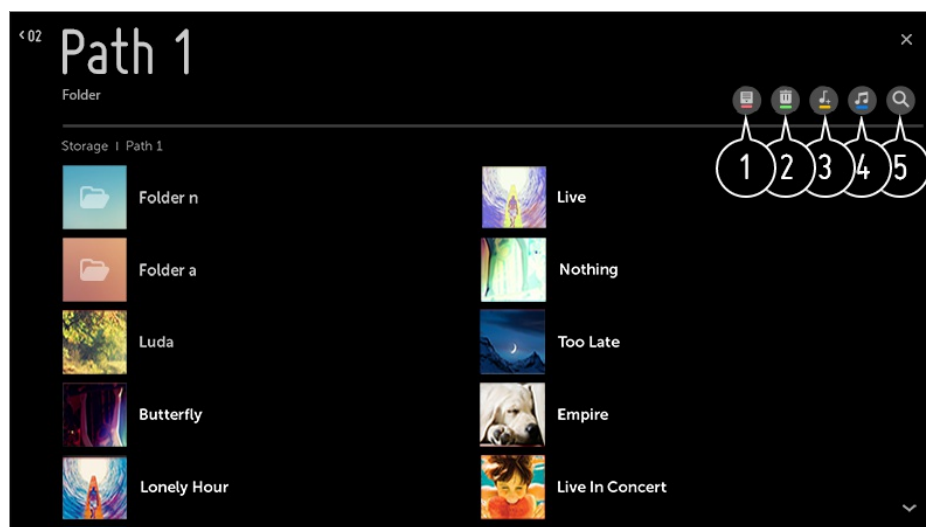 < 02
Path 1
Folder
1 2 3 4 5
Storage I Path 1
Folder n
Live
Folder a
Nothing
Luda
Too Late
Butterfly
Empire
Lonely Hour
Live In Concert